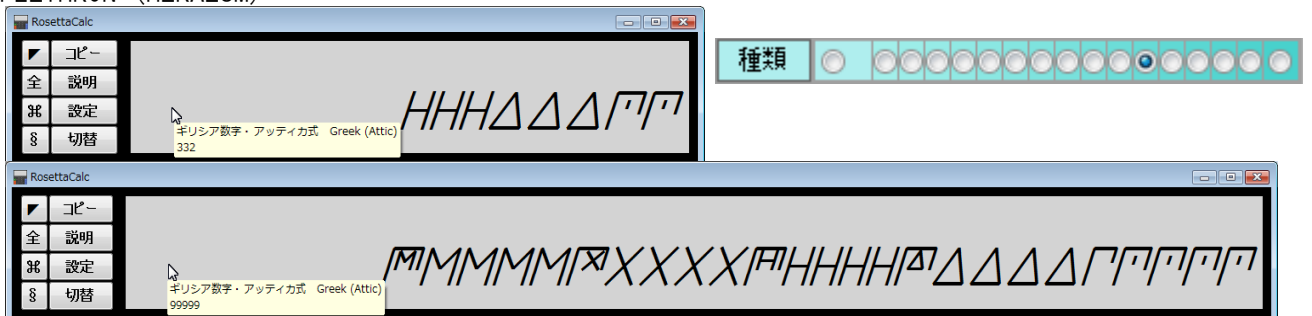 RosettaCalc
コピー
全 説明
⌘ 設定
§ 切替
HHHΔΔΔ
ギリシア数字・アッティカ式 Greek (Attic)
332
種類
RosettaCalc
コピー
全 説明
⌘ 設定
§ 切替
𐅇MMMM𐅆XXXX𐅅HHHH𐅄ΔΔΔΔ
ギリシア数字・アッティカ式 Greek (Attic)
99999